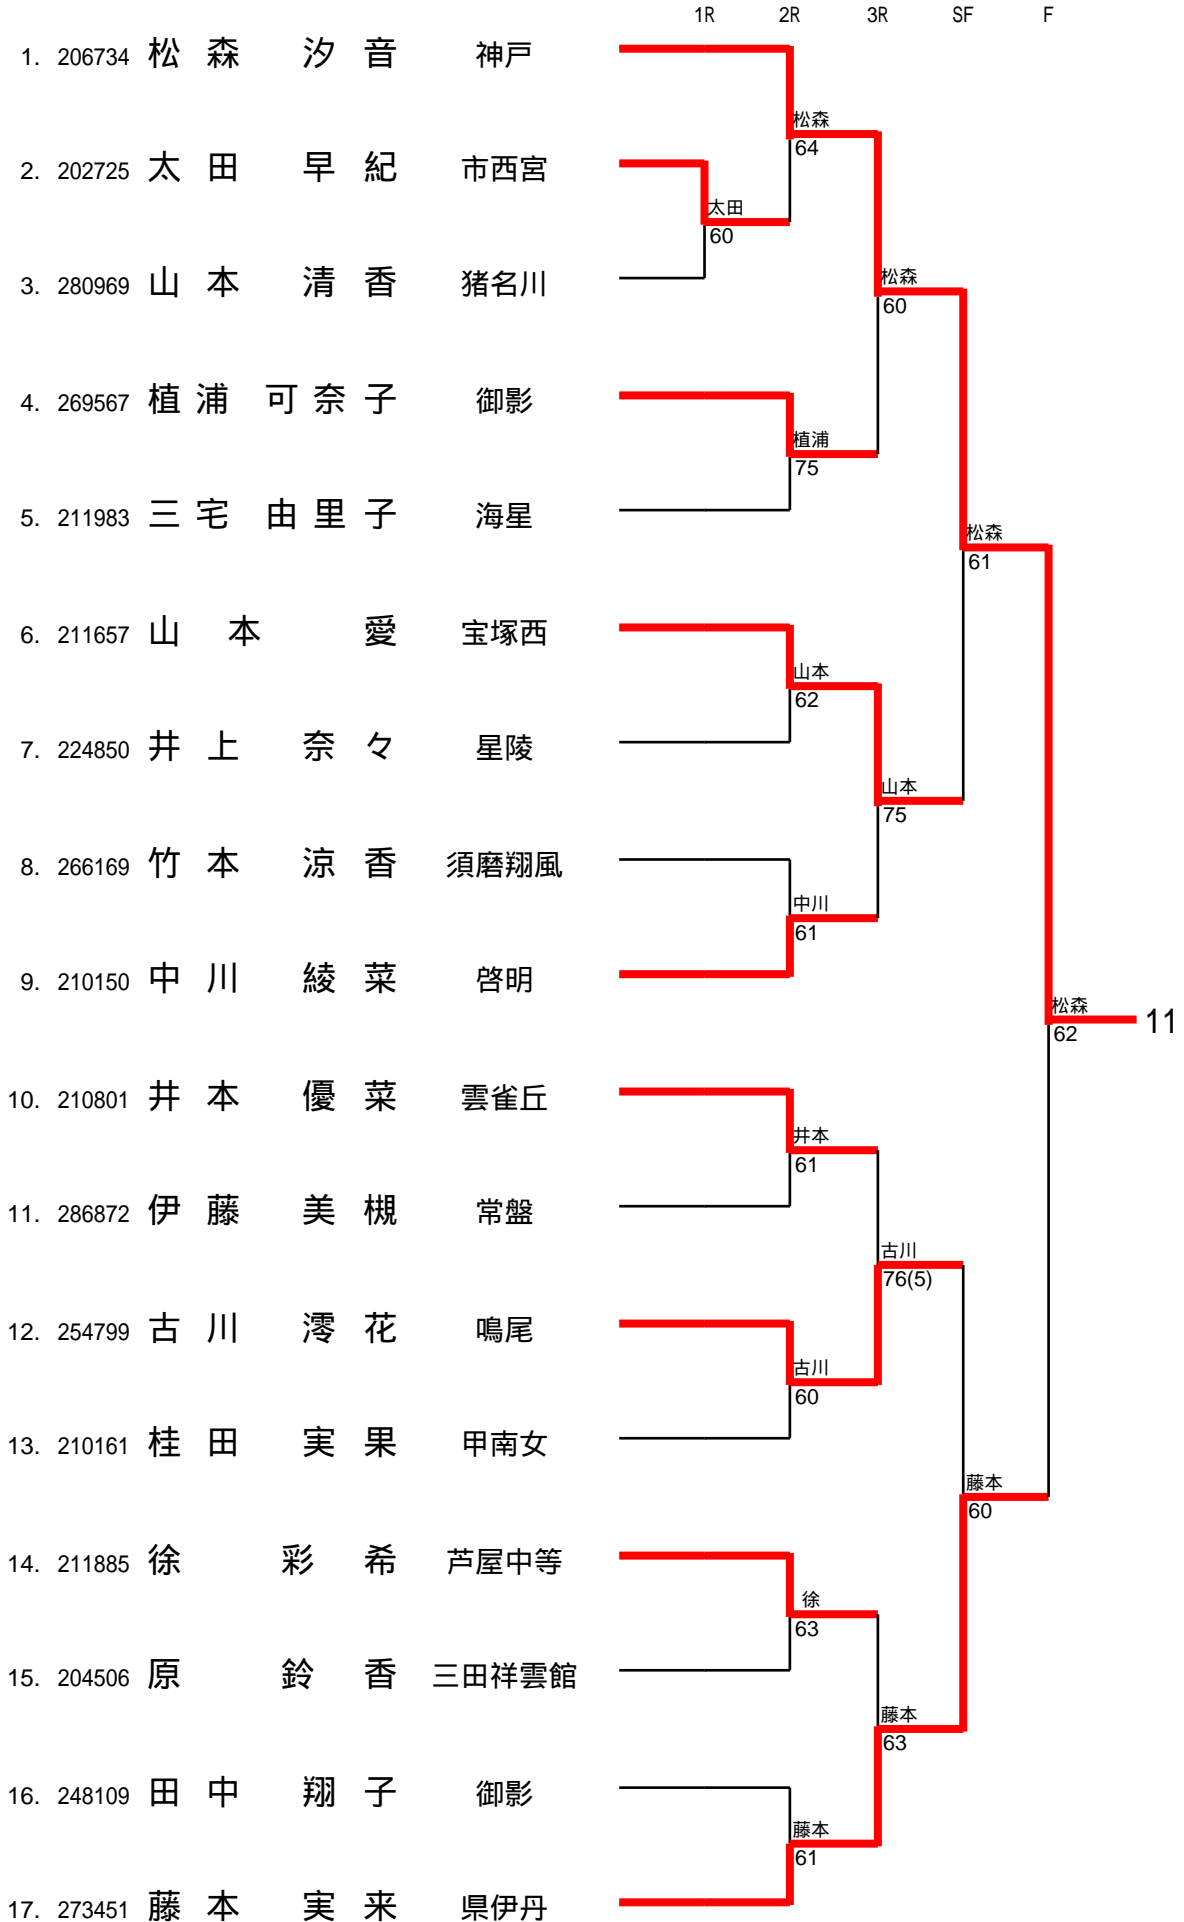 1R 2R 3R SF F
1. 206734 松森 汐音 神戸
松森
64
2. 202725 太田 早紀 市西宮
太田
60
3. 280969 山本 清香 猪名川
松森
60
4. 269567 植浦 可奈子 御影
植浦
75
5. 211983 三宅 由里子 海星
松森
61
6. 211657 山本 愛 宝塚西
山本
62
7. 224850 井上 奈々 星陵
山本
75
8. 266169 竹本 涼香 須磨翔風
中川
61
9. 210150 中川 綾菜 啓明
松森
62
11
10. 210801 井本 優菜 雲雀丘
井本
61
11. 286872 伊藤 美槻 常盤
古川
76(5)
12. 254799 古川 澪花 鳴尾
古川
60
13. 210161 桂田 実果 甲南女
藤本
60
14. 211885 徐 彩希 芦屋中等
徐
63
15. 204506 原 鈴香 三田祥雲館
藤本
63
16. 248109 田中 翔子 御影
藤本
61
17. 273451 藤本 実来 県伊丹